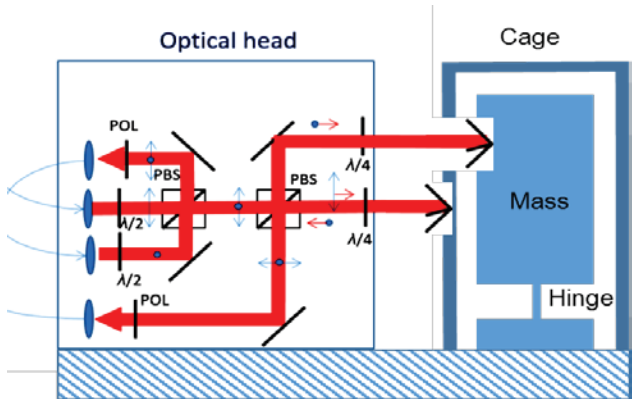 Optical head
Cage
POL
PBS
PBS
λ/4
λ/4
λ/2
λ/2
POL
Mass
Hinge